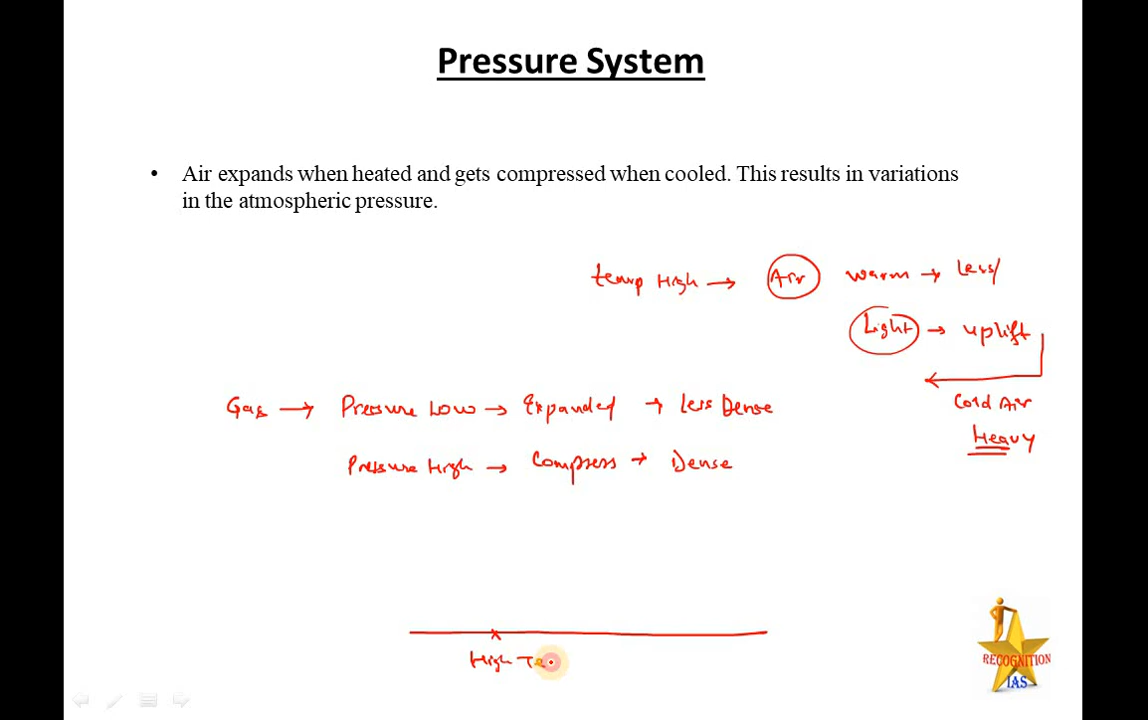 Pressure System
• Air expands when heated and gets compressed when cooled. This results in variations
in the atmospheric pressure.
temp High → Air warm → Less/
Light → uplift
Cold Air
Heavy
Gas → Pressure Low → Expanded → Less Dense
Pressure High → Compress → Dense
High Te
RECOGNITION
IAS